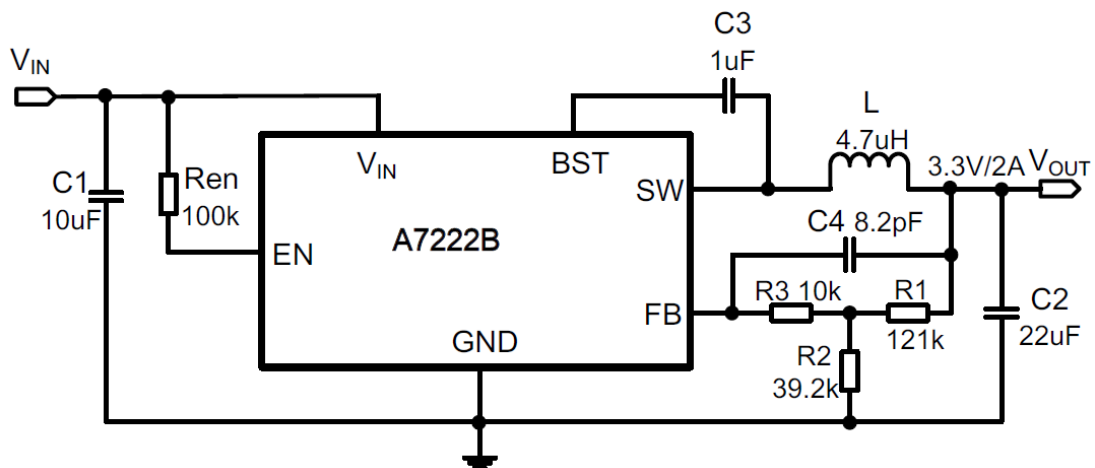 C3
1uF
VIN
L
4.7uH
VIN
BST
3.3V/2A VOUT
C1
10uF
Ren
100k
SW
A7222B
C4 8.2pF
EN
R3 10k
R1
FB
121k
C2
22uF
GND
R2
39.2k